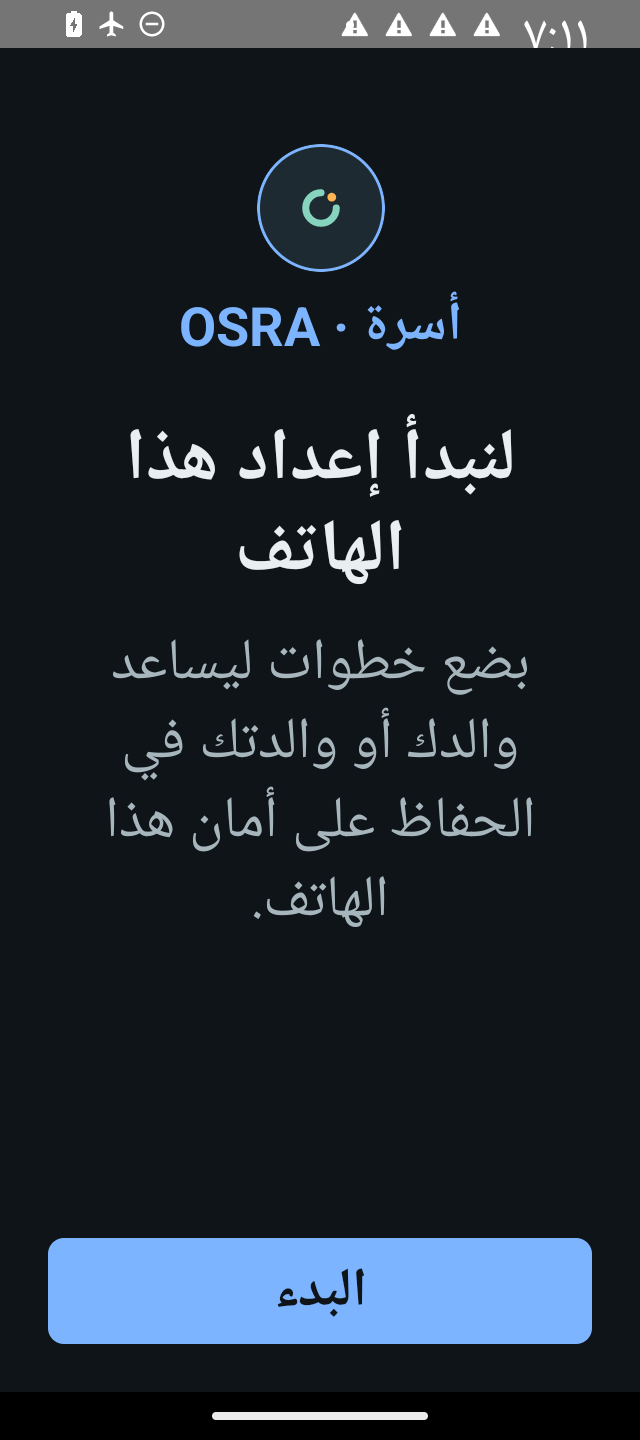 ٧:١١
أسرة · OSRA
لنبدأ إعداد هذا
الهاتف
بضع خطوات ليساعد
والدك أو والدتك في
الحفاظ على أمان هذا
الهاتف.
البدء